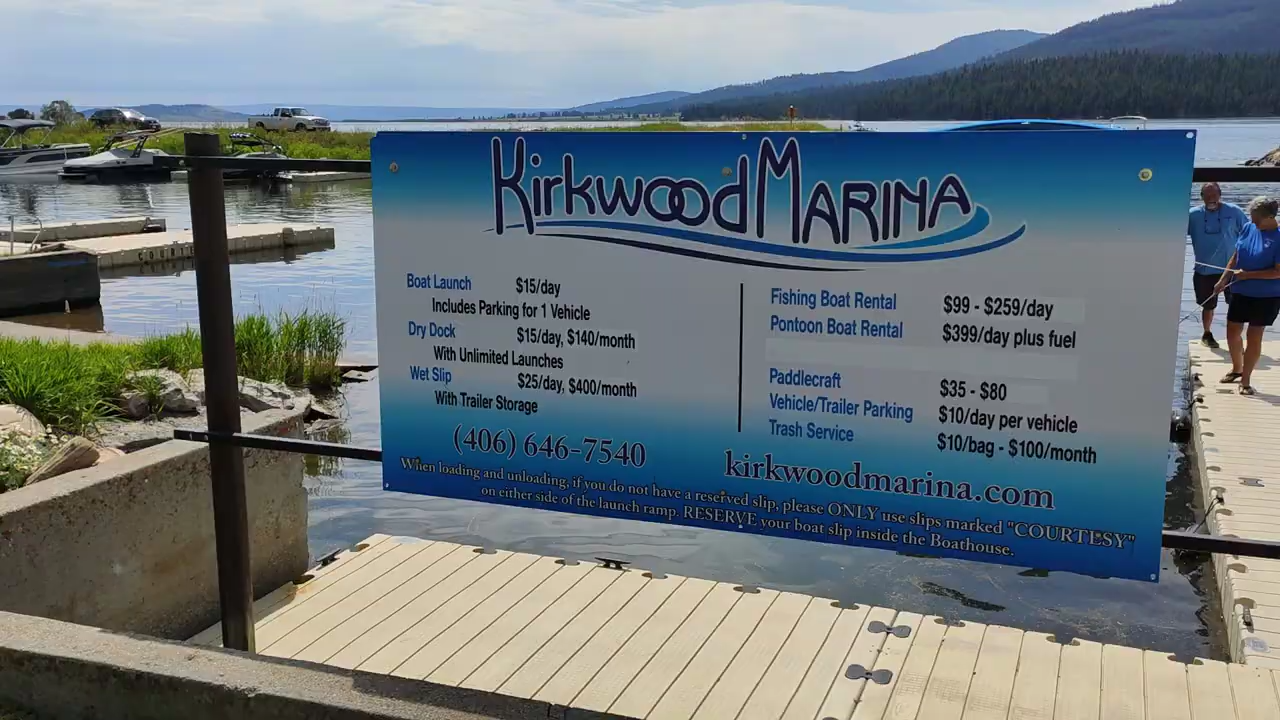 Kirkwood Marina
Boat Launch $15/day
Includes Parking for 1 Vehicle
Dry Dock $15/day, $140/month
With Unlimited Launches
Wet Slip $25/day, $400/month
With Trailer Storage
(406) 646-7540
Fishing Boat Rental $99 - $259/day
Pontoon Boat Rental $399/day plus fuel
Paddlecraft $35 - $80
Vehicle/Trailer Parking $10/day per vehicle
Trash Service $10/bag - $100/month
kirkwoodmarina.com
When loading and unloading, if you do not have a reserved slip, please ONLY use slips marked "COURTESY"
on either side of the launch ramp. RESERVE your boat slip inside the Boathouse.